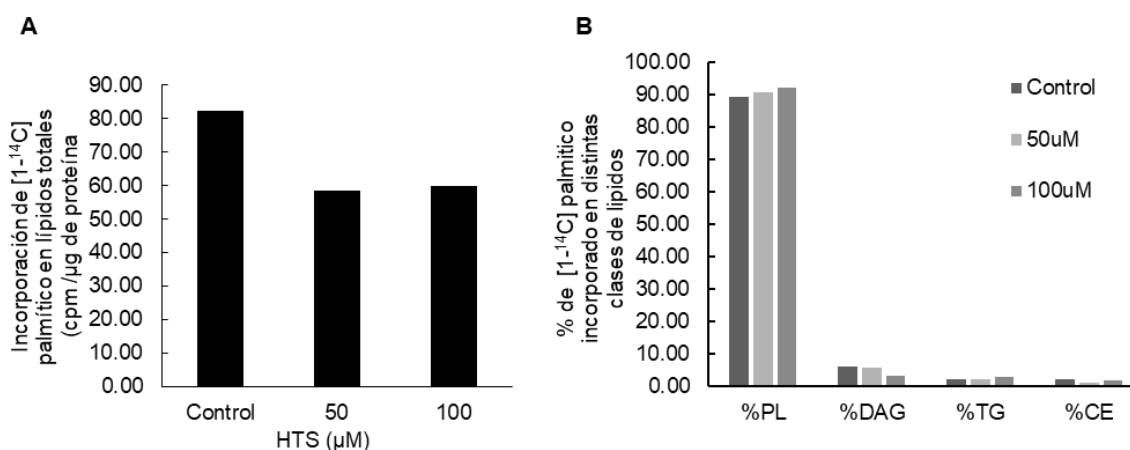 A
Incorporación de [1-¹⁴C]
palmítico en lípidos totales
(cpm /µg de proteína
90.00
80.00
70.00
60.00
50.00
40.00
30.00
20.00
10.00
0.00
Control 50 100
HTS (µM)
B
% de [1-¹⁴C] palmitico
incorporado en distintas
clases de lipidos
100.00
90.00
80.00
70.00
60.00
50.00
40.00
30.00
20.00
10.00
0.00
%PL %DAG %TG %CE
Control
50uM
100uM